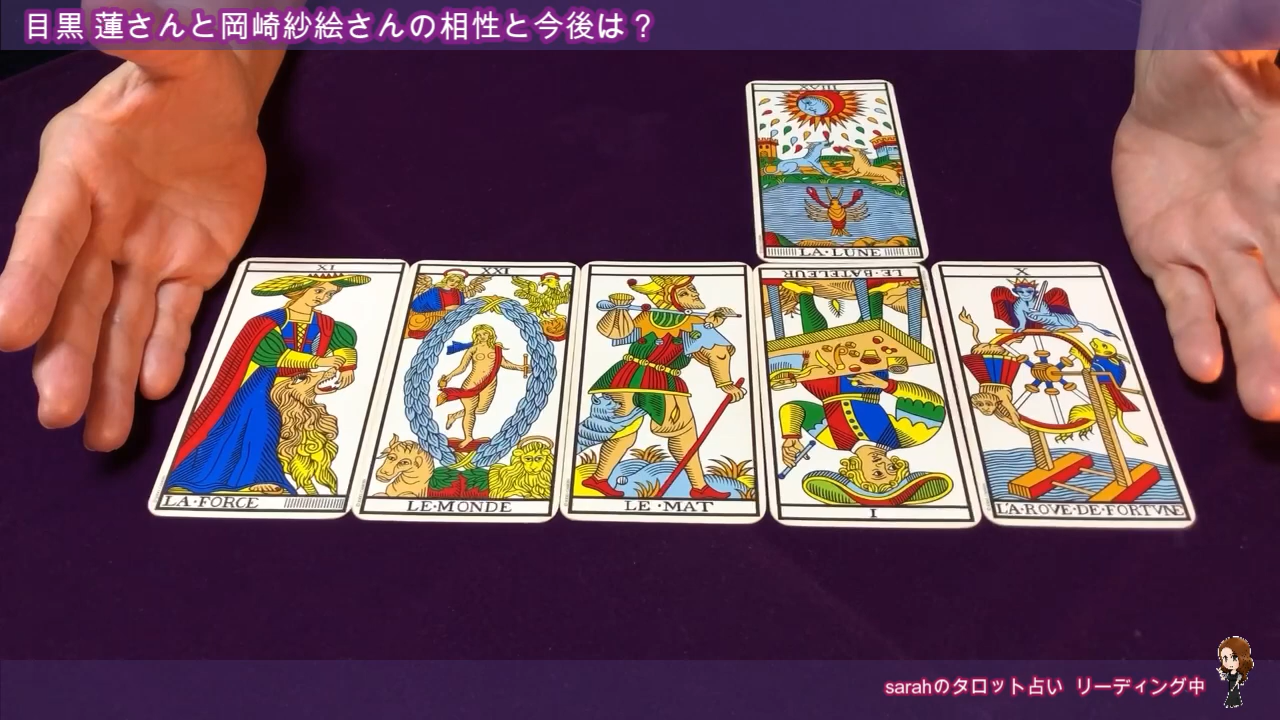 目黒 蓮さんと岡崎紗絵さんの相性と今後は？
XVIII
LA·LUNE
XI
LA·FORCE
XXI
LE·MONDE
LE·MAT
LE·BATELEUR
I
X
LA·ROVE·DE·FORTVNE
sarahのタロット占い リーディング中